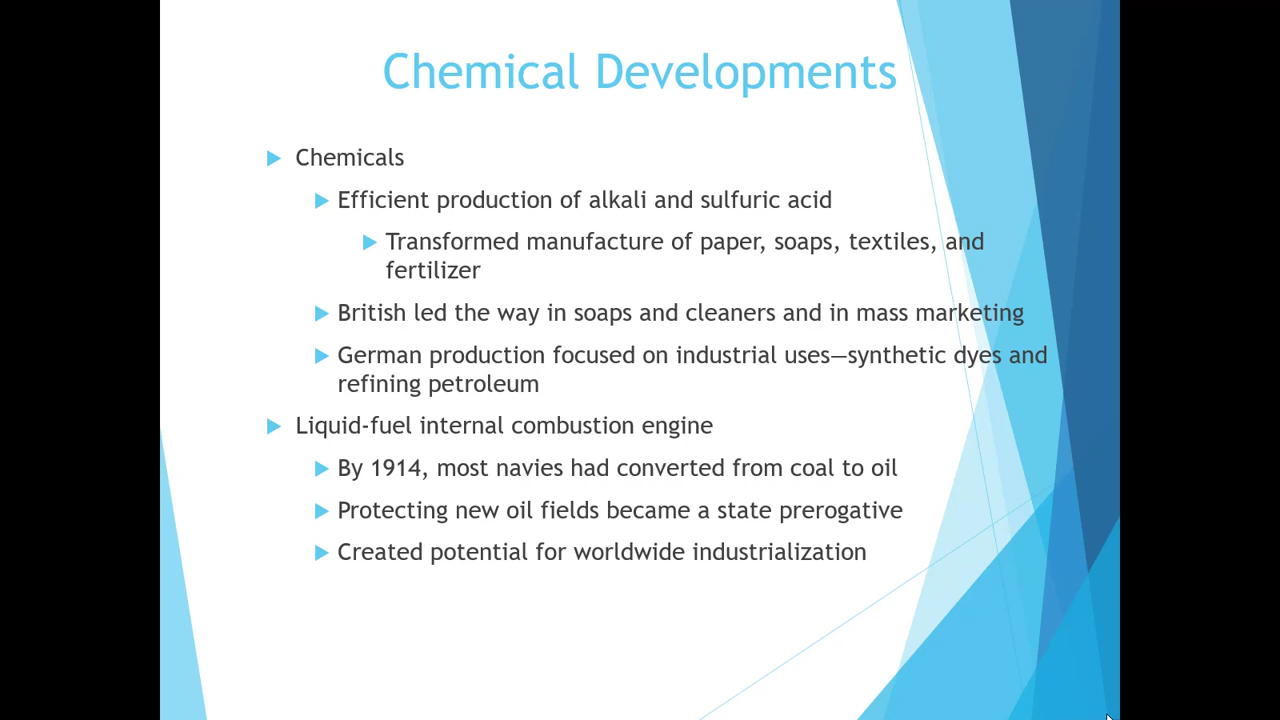 Chemical Developments
Chemicals
Efficient production of alkali and sulfuric acid
Transformed manufacture of paper, soaps, textiles, and
fertilizer
British led the way in soaps and cleaners and in mass marketing
German production focused on industrial uses—synthetic dyes and
refining petroleum
Liquid-fuel internal combustion engine
By 1914, most navies had converted from coal to oil
Protecting new oil fields became a state prerogative
Created potential for worldwide industrialization